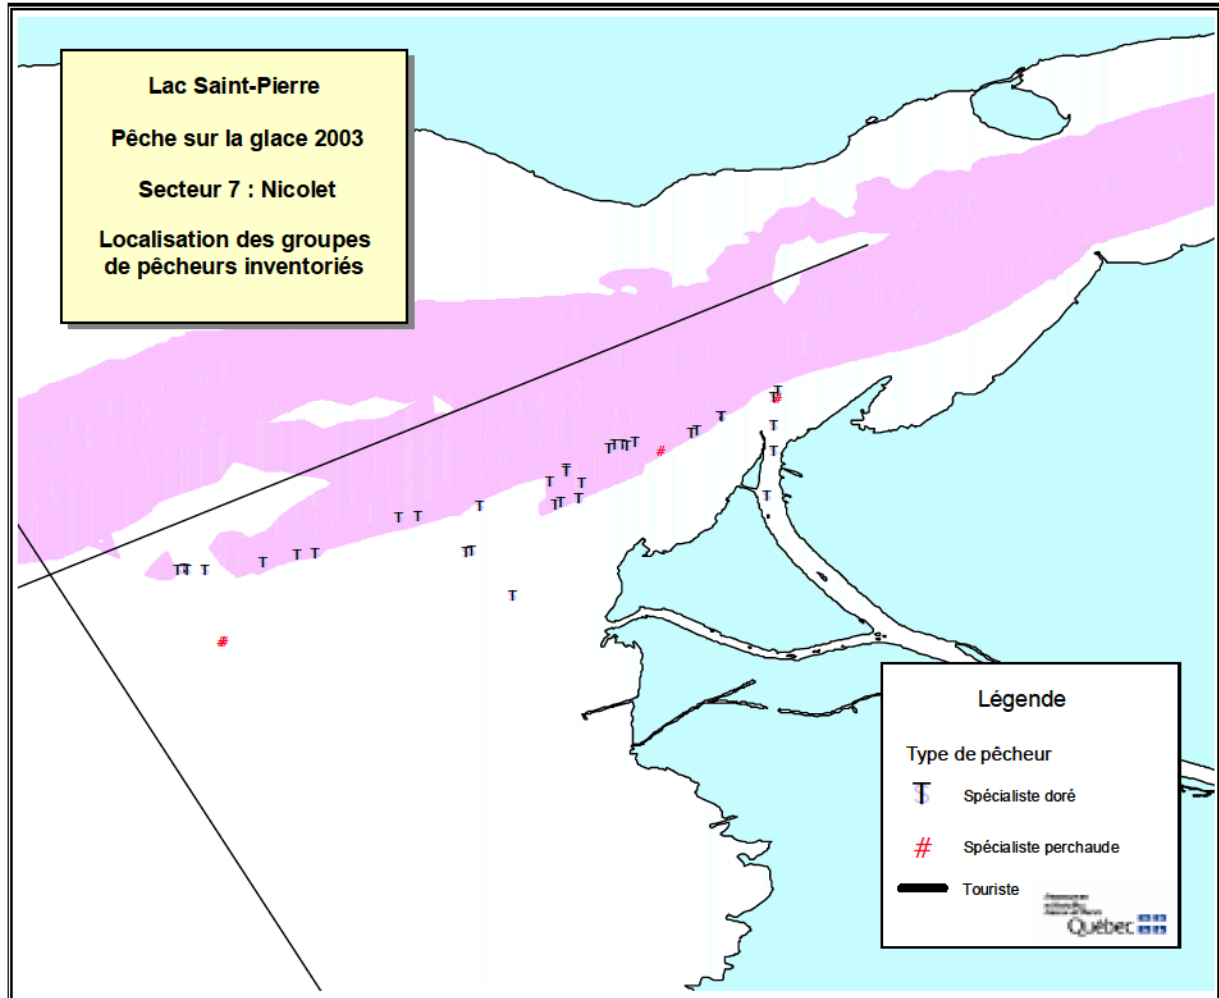 Lac Saint-Pierre
Pêche sur la glace 2003
Secteur 7 : Nicolet
Localisation des groupes
de pêcheurs inventoriés
Légende
Type de pêcheur
Spécialiste doré
# Spécialiste perchaude
Touriste
Québec